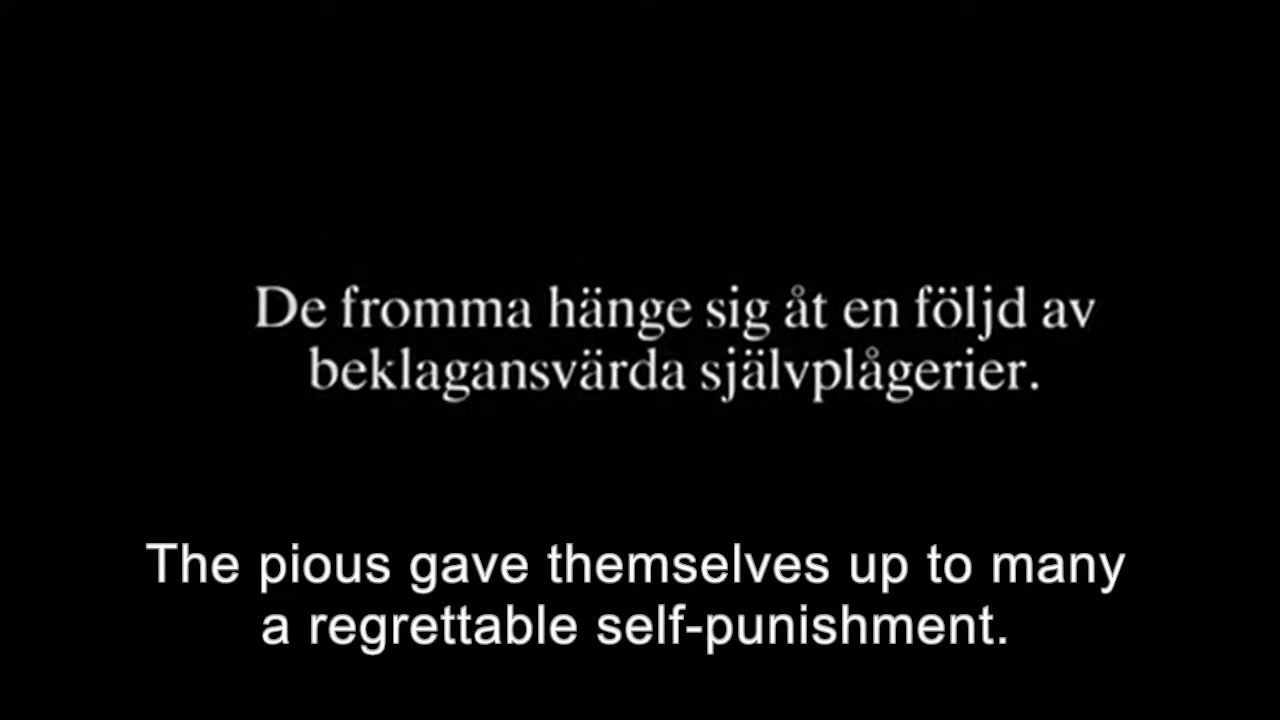 De fromma hänge sig åt en följd av
beklagansvärda självplågerier.
The pious gave themselves up to many
a regrettable self-punishment.